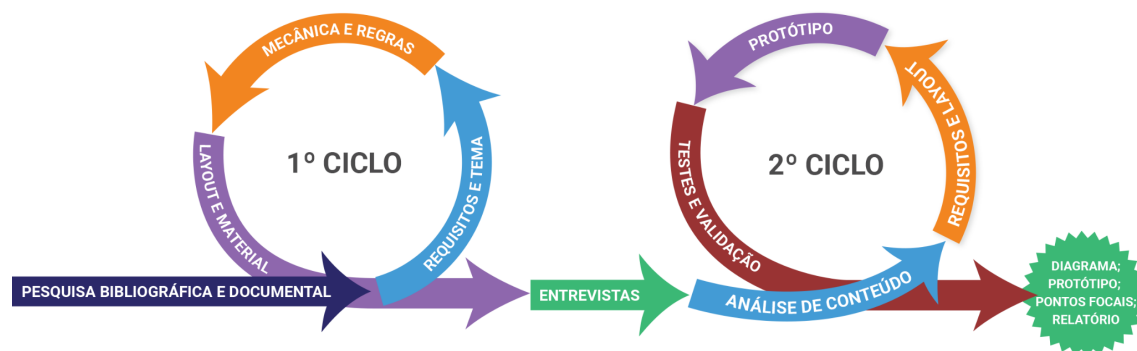 PESQUISA BIBLIOGRÁFICA E DOCUMENTAL
REQUISITOS E TEMA
MECÂNICA E REGRAS
LAYOUT E MATERIAL
1º CICLO
ENTREVISTAS
ANÁLISE DE CONTEÚDO
REQUISITOS E LAYOUT
PROTÓTIPO
TESTES E VALIDAÇÃO
2º CICLO
DIAGRAMA;
PROTÓTIPO;
PONTOS FOCAIS;
RELATÓRIO